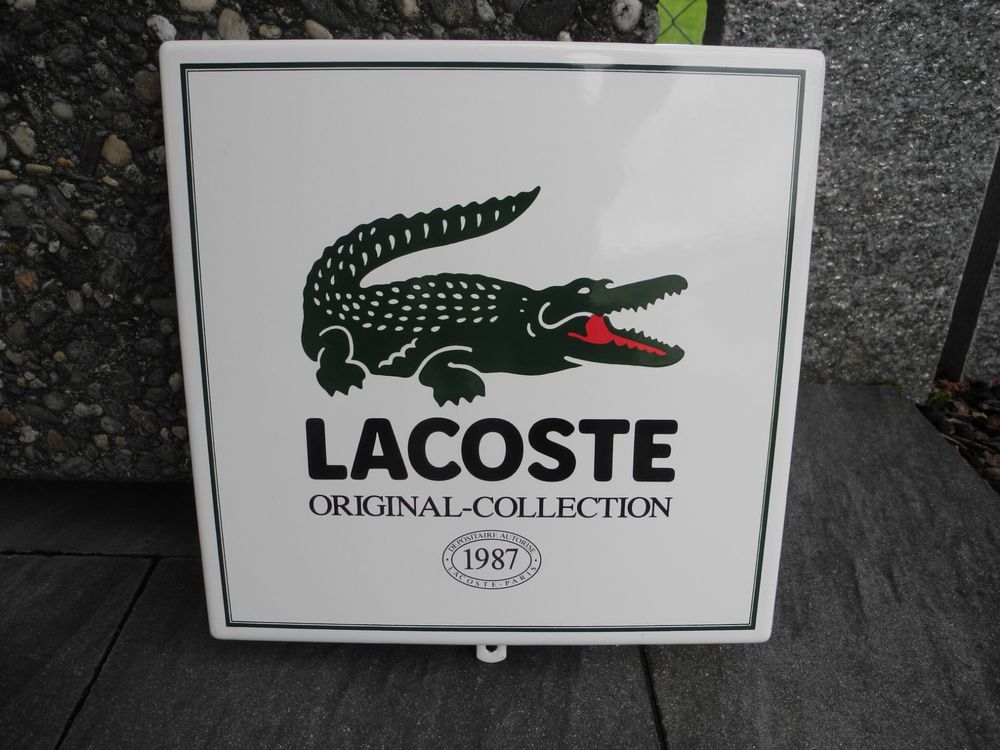 LACOSTE
ORIGINAL-COLLECTION
DEPOSITAIRE AUTORISE
1987
LACOSTE-PARIS